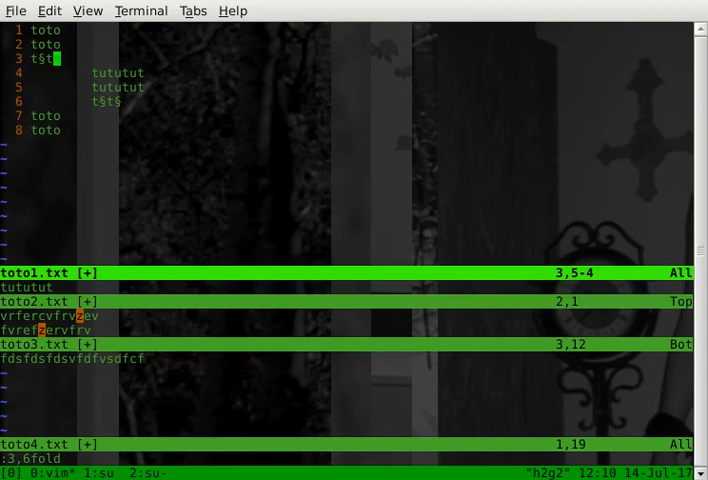 File Edit View Terminal Tabs Help
1 toto
2 toto
3 t§t
4 tututut
5 tututut
6 t§t§
7 toto
8 toto
~
~
~
~
~
~
~
~
~
toto1.txt [+] 3,5-4 All
tututut
toto2.txt [+] 2,1 Top
vrfercvfrvzev
fvrefzervfrv
toto3.txt [+] 3,12 Bot
fdsfdsfdsvfdfvsdfcf
~
~
~
~
~
toto4.txt [+] 1,19 All
:3,6fold
[0] 0:vim* 1:su 2:su- "h2g2" 12:10 14-Jul-17